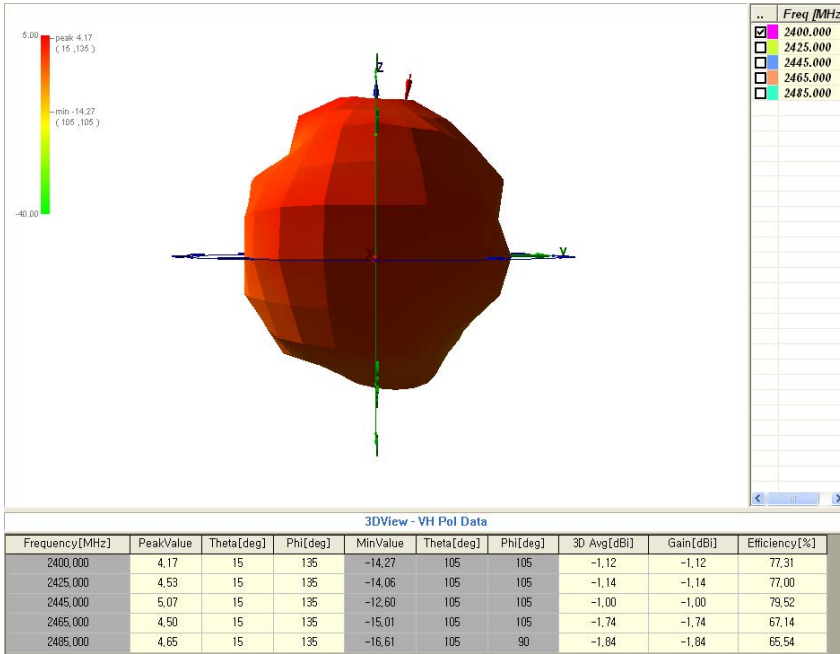 6.00
peak 4.17
( 15 ,135)
min -14.27
( 105 ,105)
-40.00
Z
X
Y
.. Freq [MHz
2400.000
2425.000
2445.000
2465.000
2485.000
3DView - VH Pol Data
Frequency[MHz] PeakValue Theta[deg] Phi[deg] MinValue Theta[deg] Phi[deg] 3D Avg[dBi] Gain[dBi] Efficiency[%]
2400,000 4,17 15 135 -14,27 105 105 -1,12 -1,12 77,31
2425,000 4,53 15 135 -14,06 105 105 -1,14 -1,14 77,00
2445,000 5,07 15 135 -12,60 105 105 -1,00 -1,00 79,52
2465,000 4,50 15 135 -15,01 105 105 -1,74 -1,74 67,14
2485,000 4,65 15 135 -16,61 105 90 -1,84 -1,84 65,54